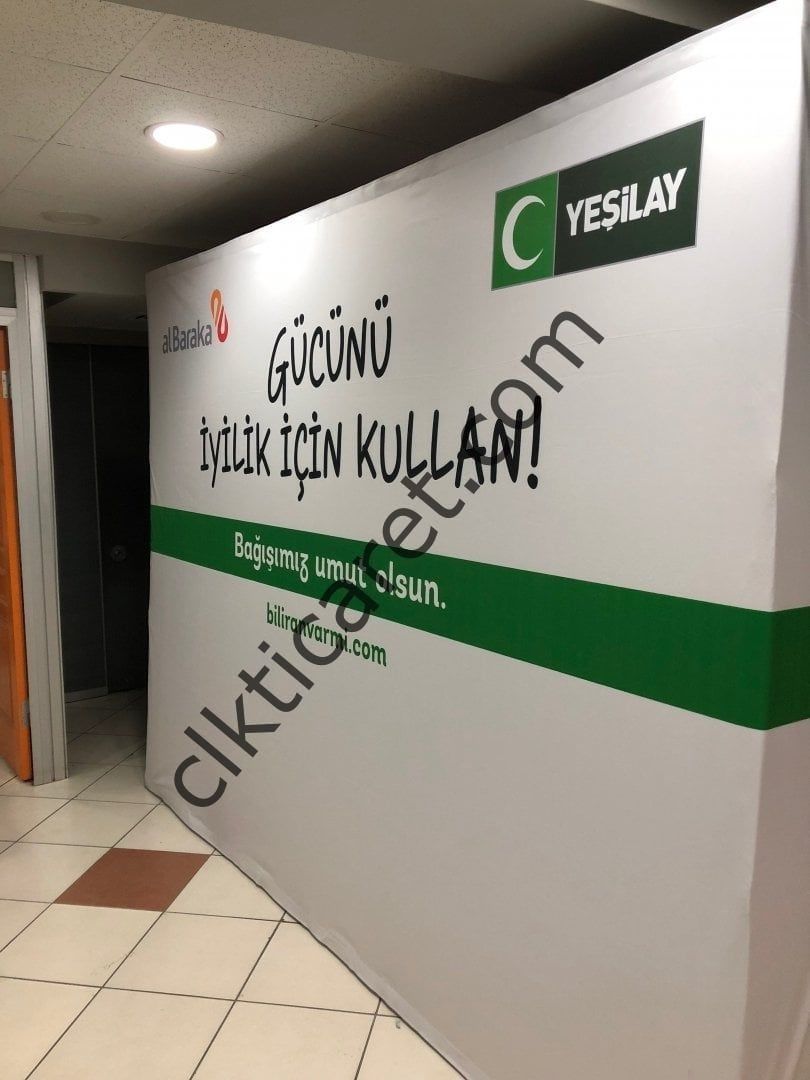 YEŞİLAY
alBaraka
GÜCÜNÜ
İYİLİK İÇİN KULLAN!
Bağışımız umut olsun.
biliranvarmi.com
clkticaret.com